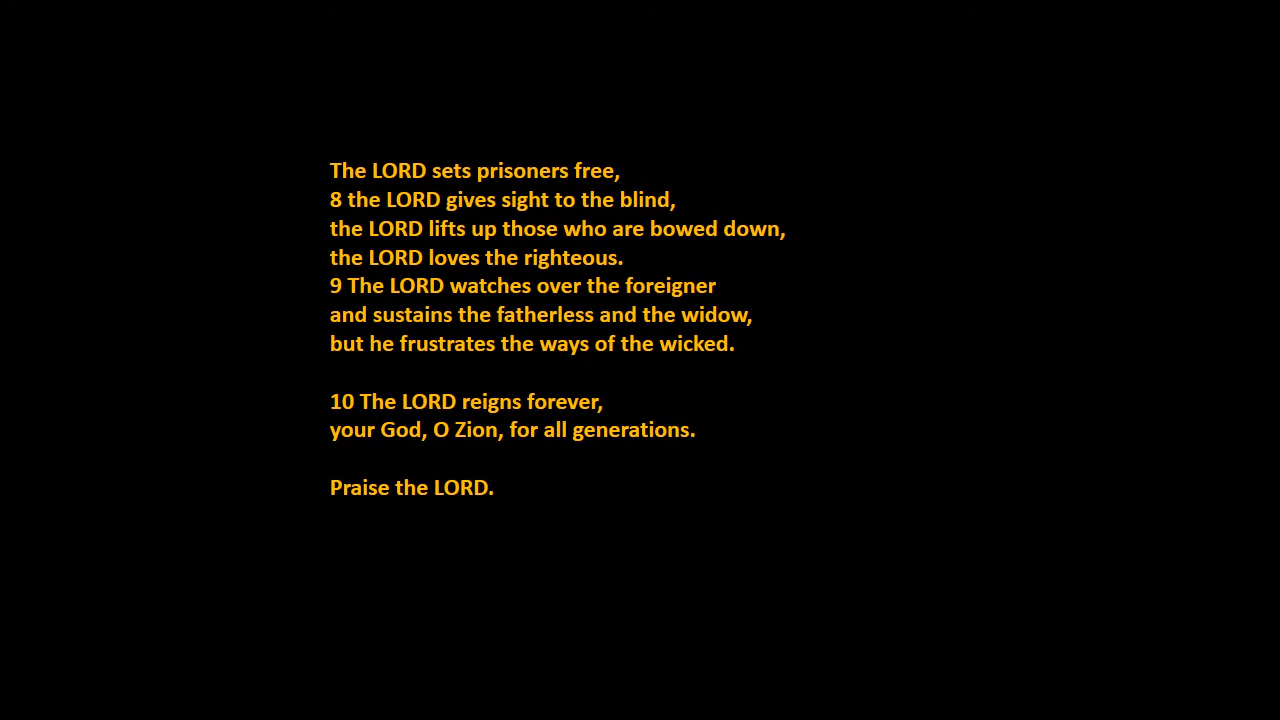 The LORD sets prisoners free,
8 the LORD gives sight to the blind,
the LORD lifts up those who are bowed down,
the LORD loves the righteous.
9 The LORD watches over the foreigner
and sustains the fatherless and the widow,
but he frustrates the ways of the wicked.
10 The LORD reigns forever,
your God, O Zion, for all generations.
Praise the LORD.